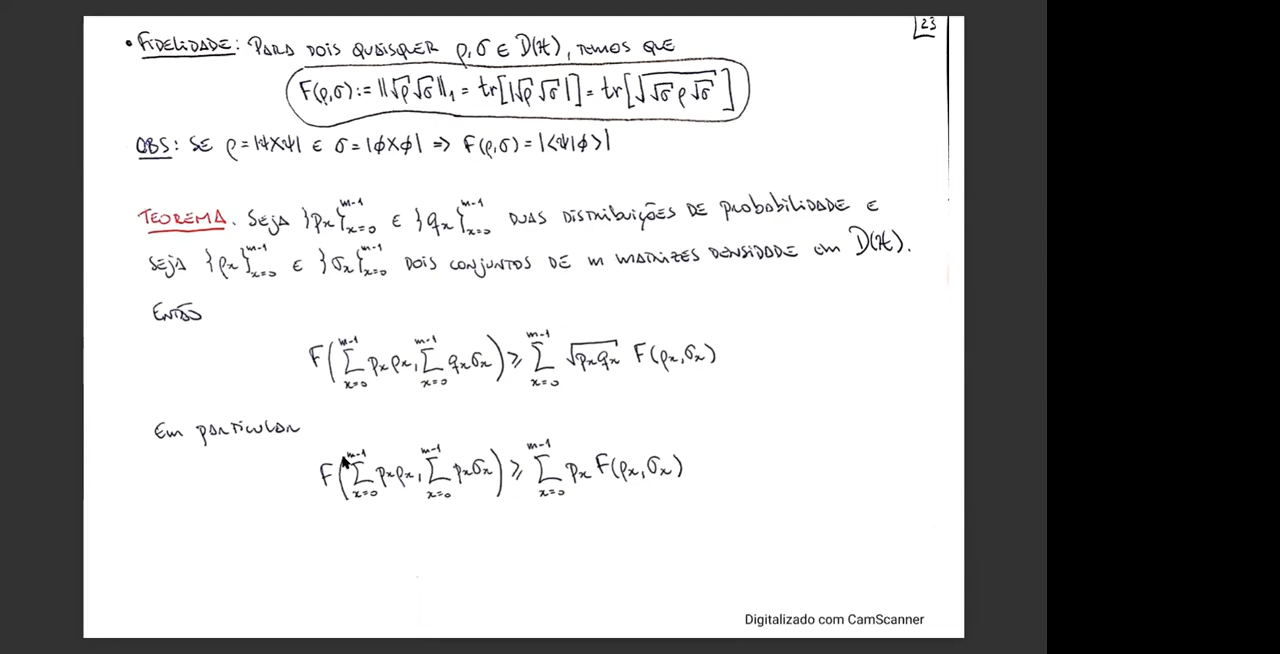 23
• FIDELIDADE: PARA DOIS QUAISQUER ρ,σ ∈ D(ℋ), TEMOS QUE
F(ρ,σ) := ||√ρ √σ||₁ = tr[|√ρ √σ|] = tr[√(√σ ρ √σ)]
OBS: SE ρ = |ψXψ| E σ = |ϕXϕ| => F(ρ,σ) = |<ψ|ϕ>|
TEOREMA. SEJA {pₓ}_{x=0}^{m-1} E {qₓ}_{x=0}^{m-1} DUAS DISTRIBUIÇÕES DE PROBABILIDADE E
SEJA {ρₓ}_{x=0}^{m-1} E {σₓ}_{x=0}^{m-1} DOIS CONJUNTOS DE m MATRIZES DENSIDADE em D(ℋ).
ENTÃO
F(∑_{x=0}^{m-1} pₓρₓ, ∑_{x=0}^{m-1} qₓσₓ) ≥ ∑_{x=0}^{m-1} √(pₓqₓ) F(ρₓ,σₓ)
Em particular
F(∑_{x=0}^{m-1} pₓρₓ, ∑_{x=0}^{m-1} pₓσₓ) ≥ ∑_{x=0}^{m-1} pₓ F(ρₓ,σₓ)
Digitalizado com CamScanner